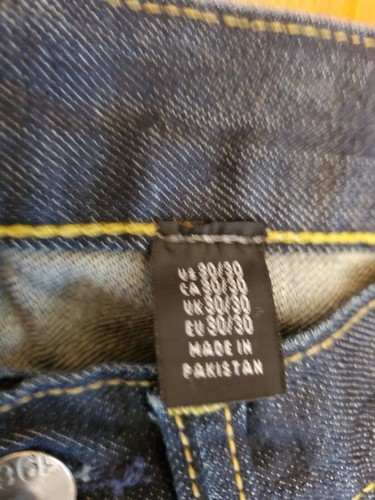 US 30/30
CA 30/30
UK 30/30
EU 30/30
MADE IN
PAKISTAN